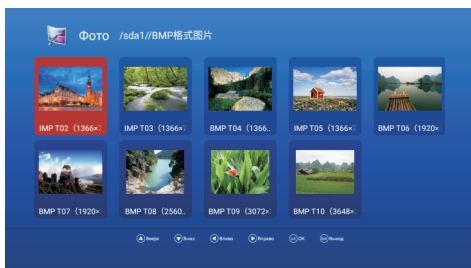 Фото /sda1//BMP格式图片
IMP T02 (1366×
IMP T03 (1366×
BMP T04 (1366..
IMP T05 (1366×
BMP T06 (1920×
BMP T07 (1920×
BMP T08 (2560..
BMP T09 (3072×
BMP T10 (3648×
Вверх Вниз Влево Вправо OK Выход